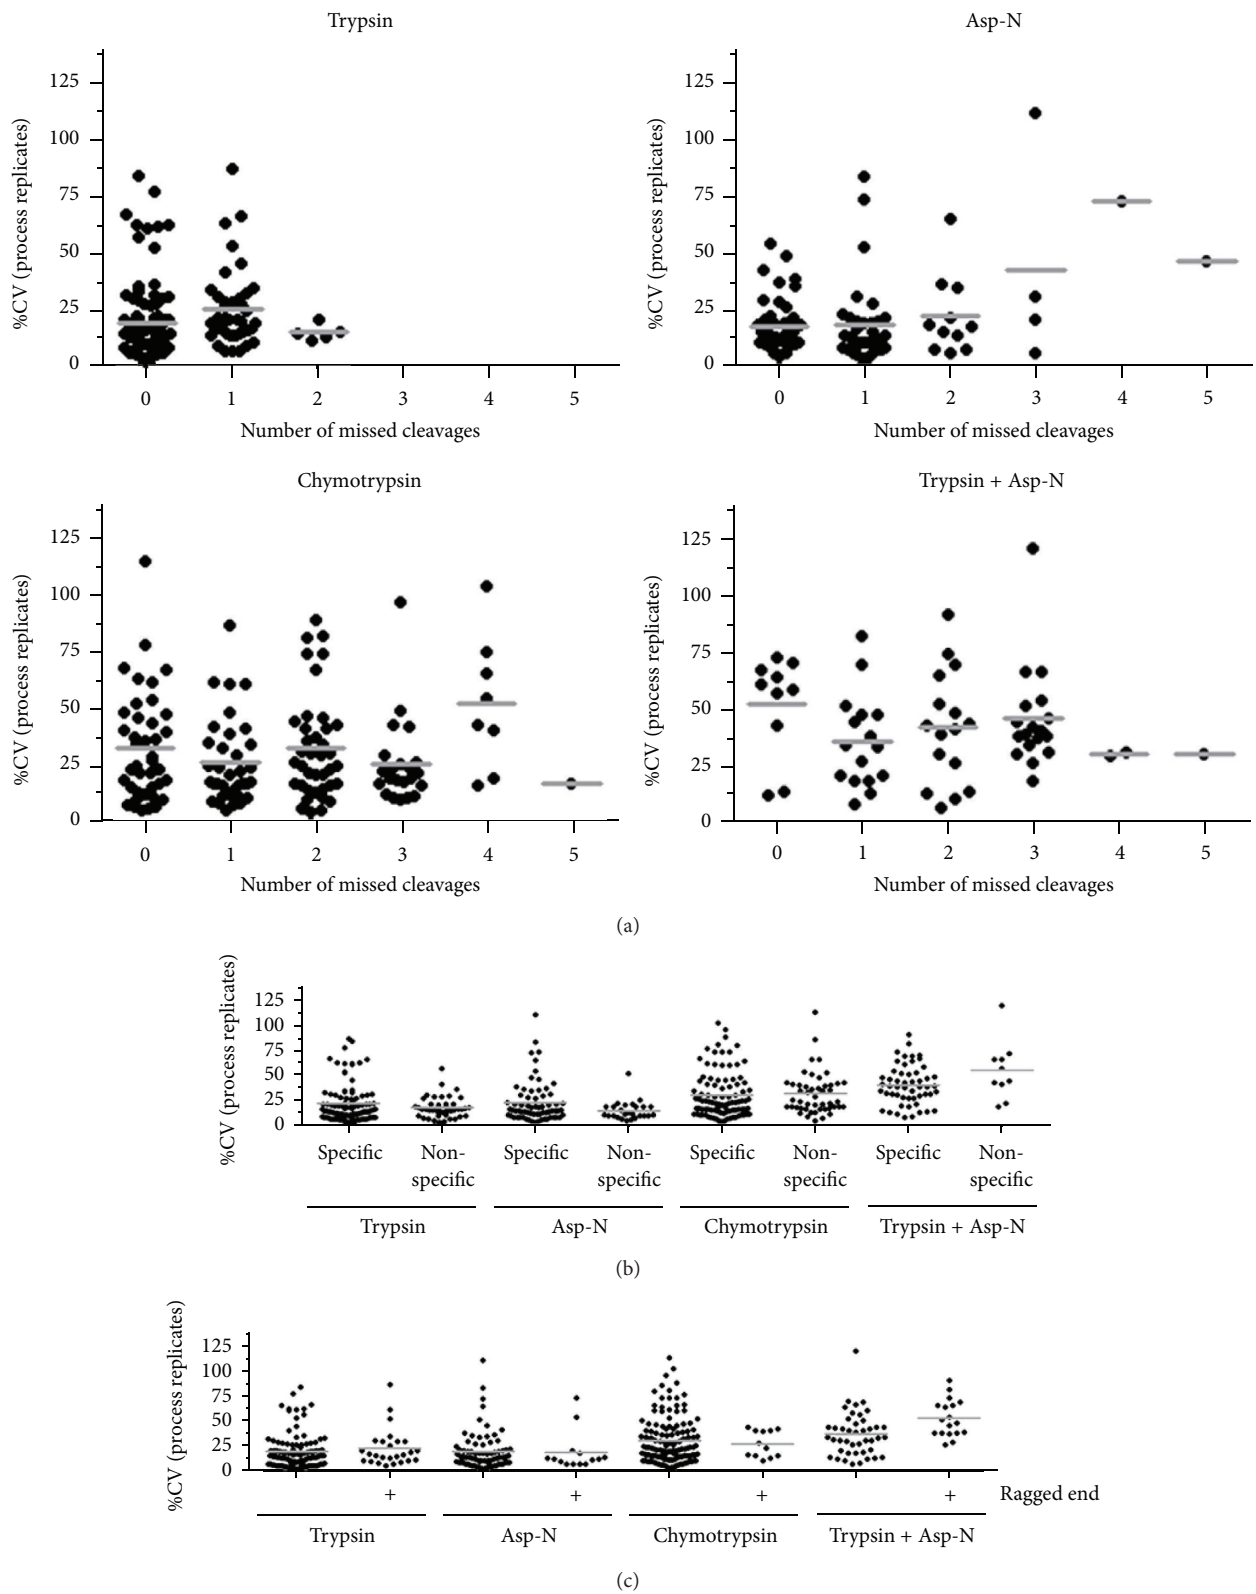 Trypsin
%CV (process replicates)
125
100
75
50
25
0
0 1 2 3 4 5
Number of missed cleavages
Asp-N
%CV (process replicates)
125
100
75
50
25
0
0 1 2 3 4 5
Number of missed cleavages
Chymotrypsin
%CV (process replicates)
125
100
75
50
25
0
0 1 2 3 4 5
Number of missed cleavages
Trypsin + Asp-N
%CV (process replicates)
125
100
75
50
25
0
0 1 2 3 4 5
Number of missed cleavages
(a)
%CV (process replicates)
125
100
75
50
25
0
Specific Non- Specific Non- Specific Non- Specific Non-
specific specific specific specific
Trypsin Asp-N Chymotrypsin Trypsin + Asp-N
(b)
%CV (process replicates)
125
100
75
50
25
0
+ + + + Ragged end
Trypsin Asp-N Chymotrypsin Trypsin + Asp-N
(c)